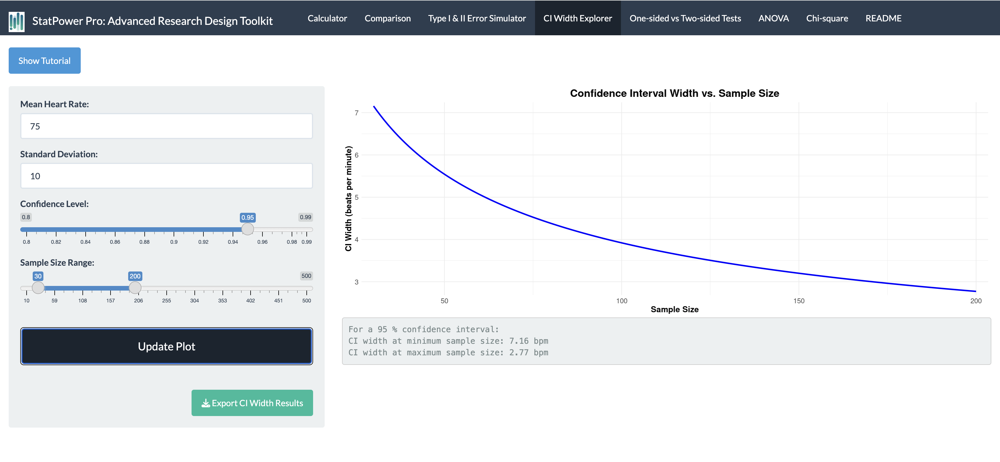 StatPower Pro: Advanced Research Design Toolkit
Calculator
Comparison
Type I & II Error Simulator
CI Width Explorer
One-sided vs Two-sided Tests
ANOVA
Chi-square
README
Show Tutorial
Mean Heart Rate:
75
Standard Deviation:
10
Confidence Level:
0.8 0.95 0.99
0.8 0.82 0.84 0.86 0.88 0.9 0.92 0.94 0.96 0.98 0.99
Sample Size Range:
30 200 500
10 59 108 157 206 255 304 353 402 451 500
Update Plot
Export CI Width Results
Confidence Interval Width vs. Sample Size
CI Width (beats per minute)
7
6
5
4
3
50 100 150 200
Sample Size
For a 95 % confidence interval:
CI width at minimum sample size: 7.16 bpm
CI width at maximum sample size: 2.77 bpm